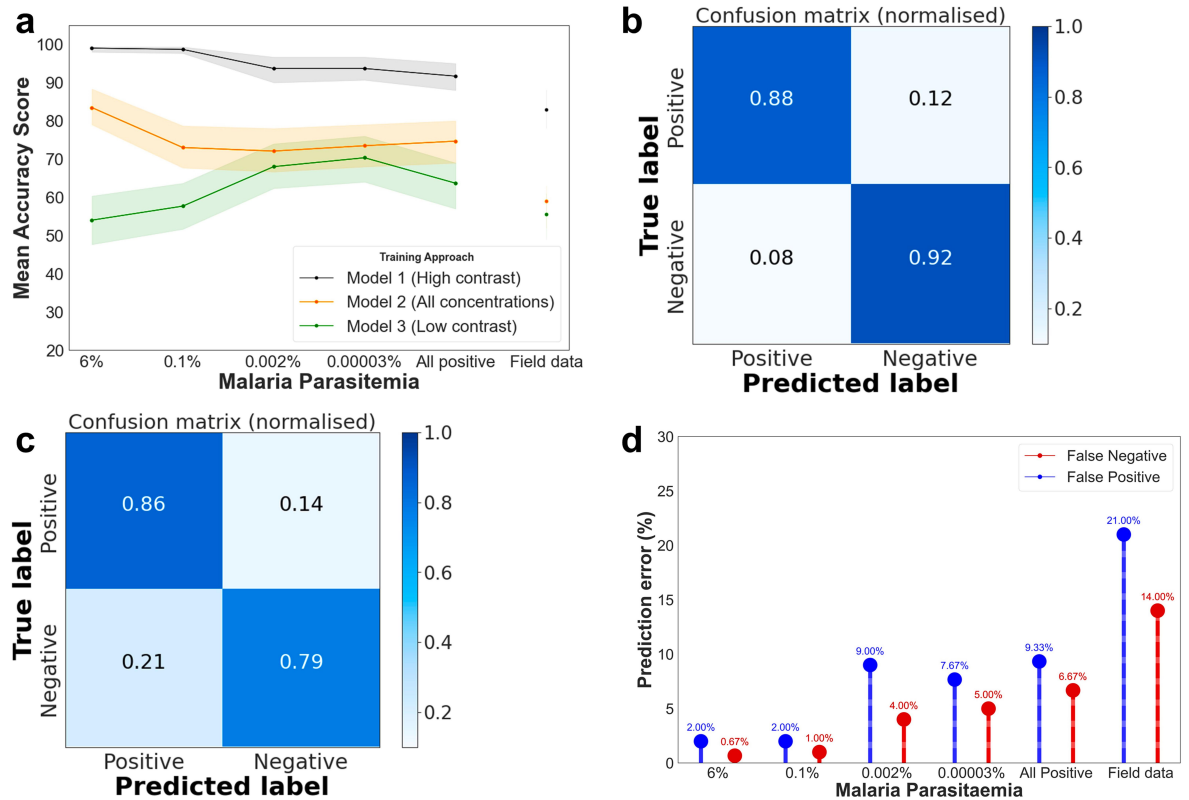 a
Mean Accuracy Score
100
90
80
70
60
50
40
30
20
Training Approach
Model 1 (High contrast)
Model 2 (All concentrations)
Model 3 (Low contrast)
6% 0.1% 0.002% 0.00003% All positive Field data
Malaria Parasitemia
b
Confusion matrix (normalised)
True label
Positive
Negative
0.88 0.12
0.08 0.92
Positive Negative
Predicted label
1.0
0.8
0.6
0.4
0.2
c
Confusion matrix (normalised)
True label
Positive
Negative
0.86 0.14
0.21 0.79
Positive Negative
Predicted label
1.0
0.8
0.6
0.4
0.2
d
Prediction error (%)
30
25
20
15
10
5
0
False Negative
False Positive
2.00% 0.67% 2.00% 1.00% 9.00% 4.00% 7.67% 5.00% 9.33% 6.67% 21.00% 14.00%
6% 0.1% 0.002% 0.00003% All Positive Field data
Malaria Parasitaemia